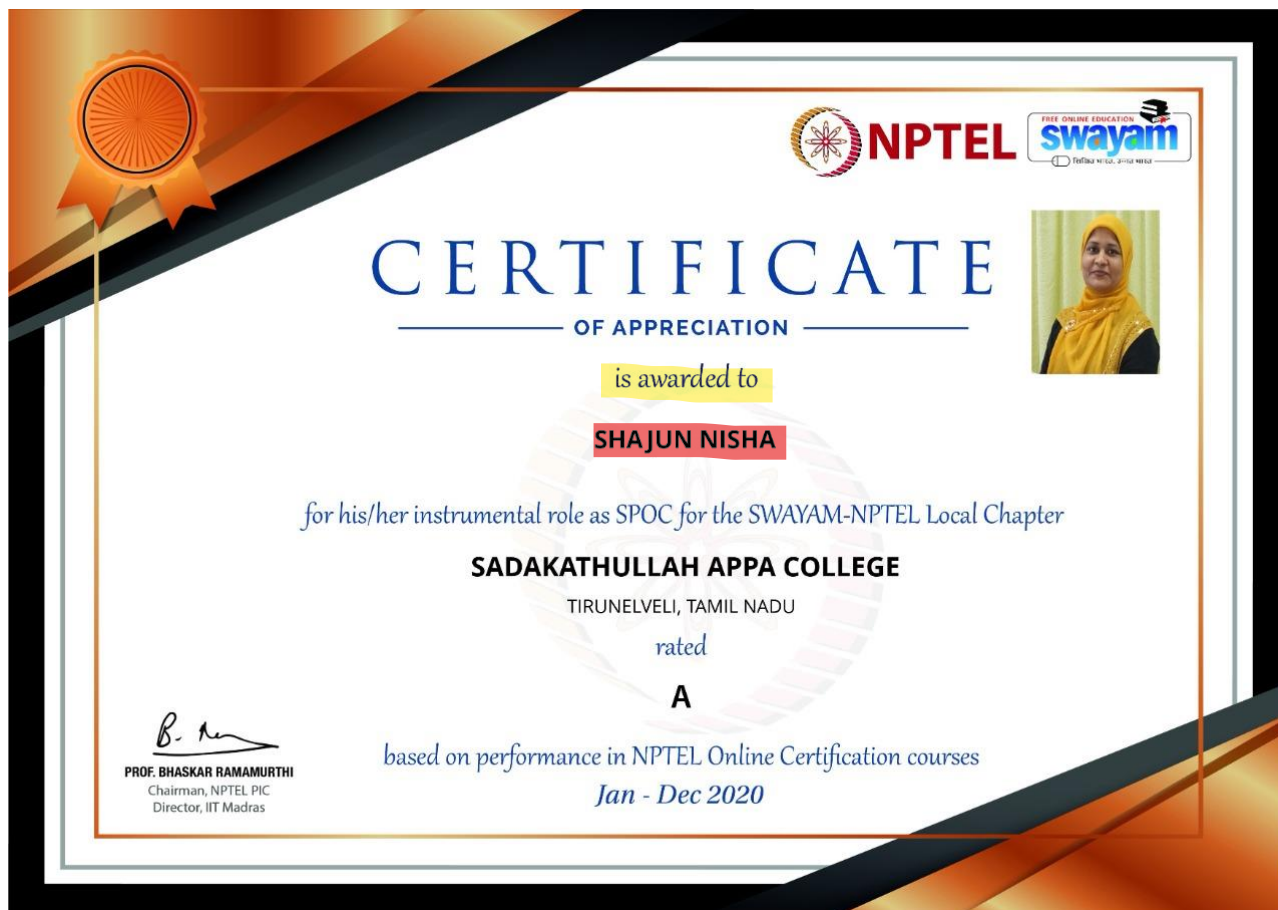 NPTEL
FREE ONLINE EDUCATION
swayam
CERTIFICATE
OF APPRECIATION
is awarded to
SHAJUN NISHA
for his/her instrumental role as SPOC for the SWAYAM-NPTEL Local Chapter
SADAKATHULLAH APPA COLLEGE
TIRUNELVELI, TAMIL NADU
rated
A
based on performance in NPTEL Online Certification courses
Jan - Dec 2020
PROF. BHASKAR RAMAMURTHI
Chairman, NPTEL PIC
Director, IIT Madras